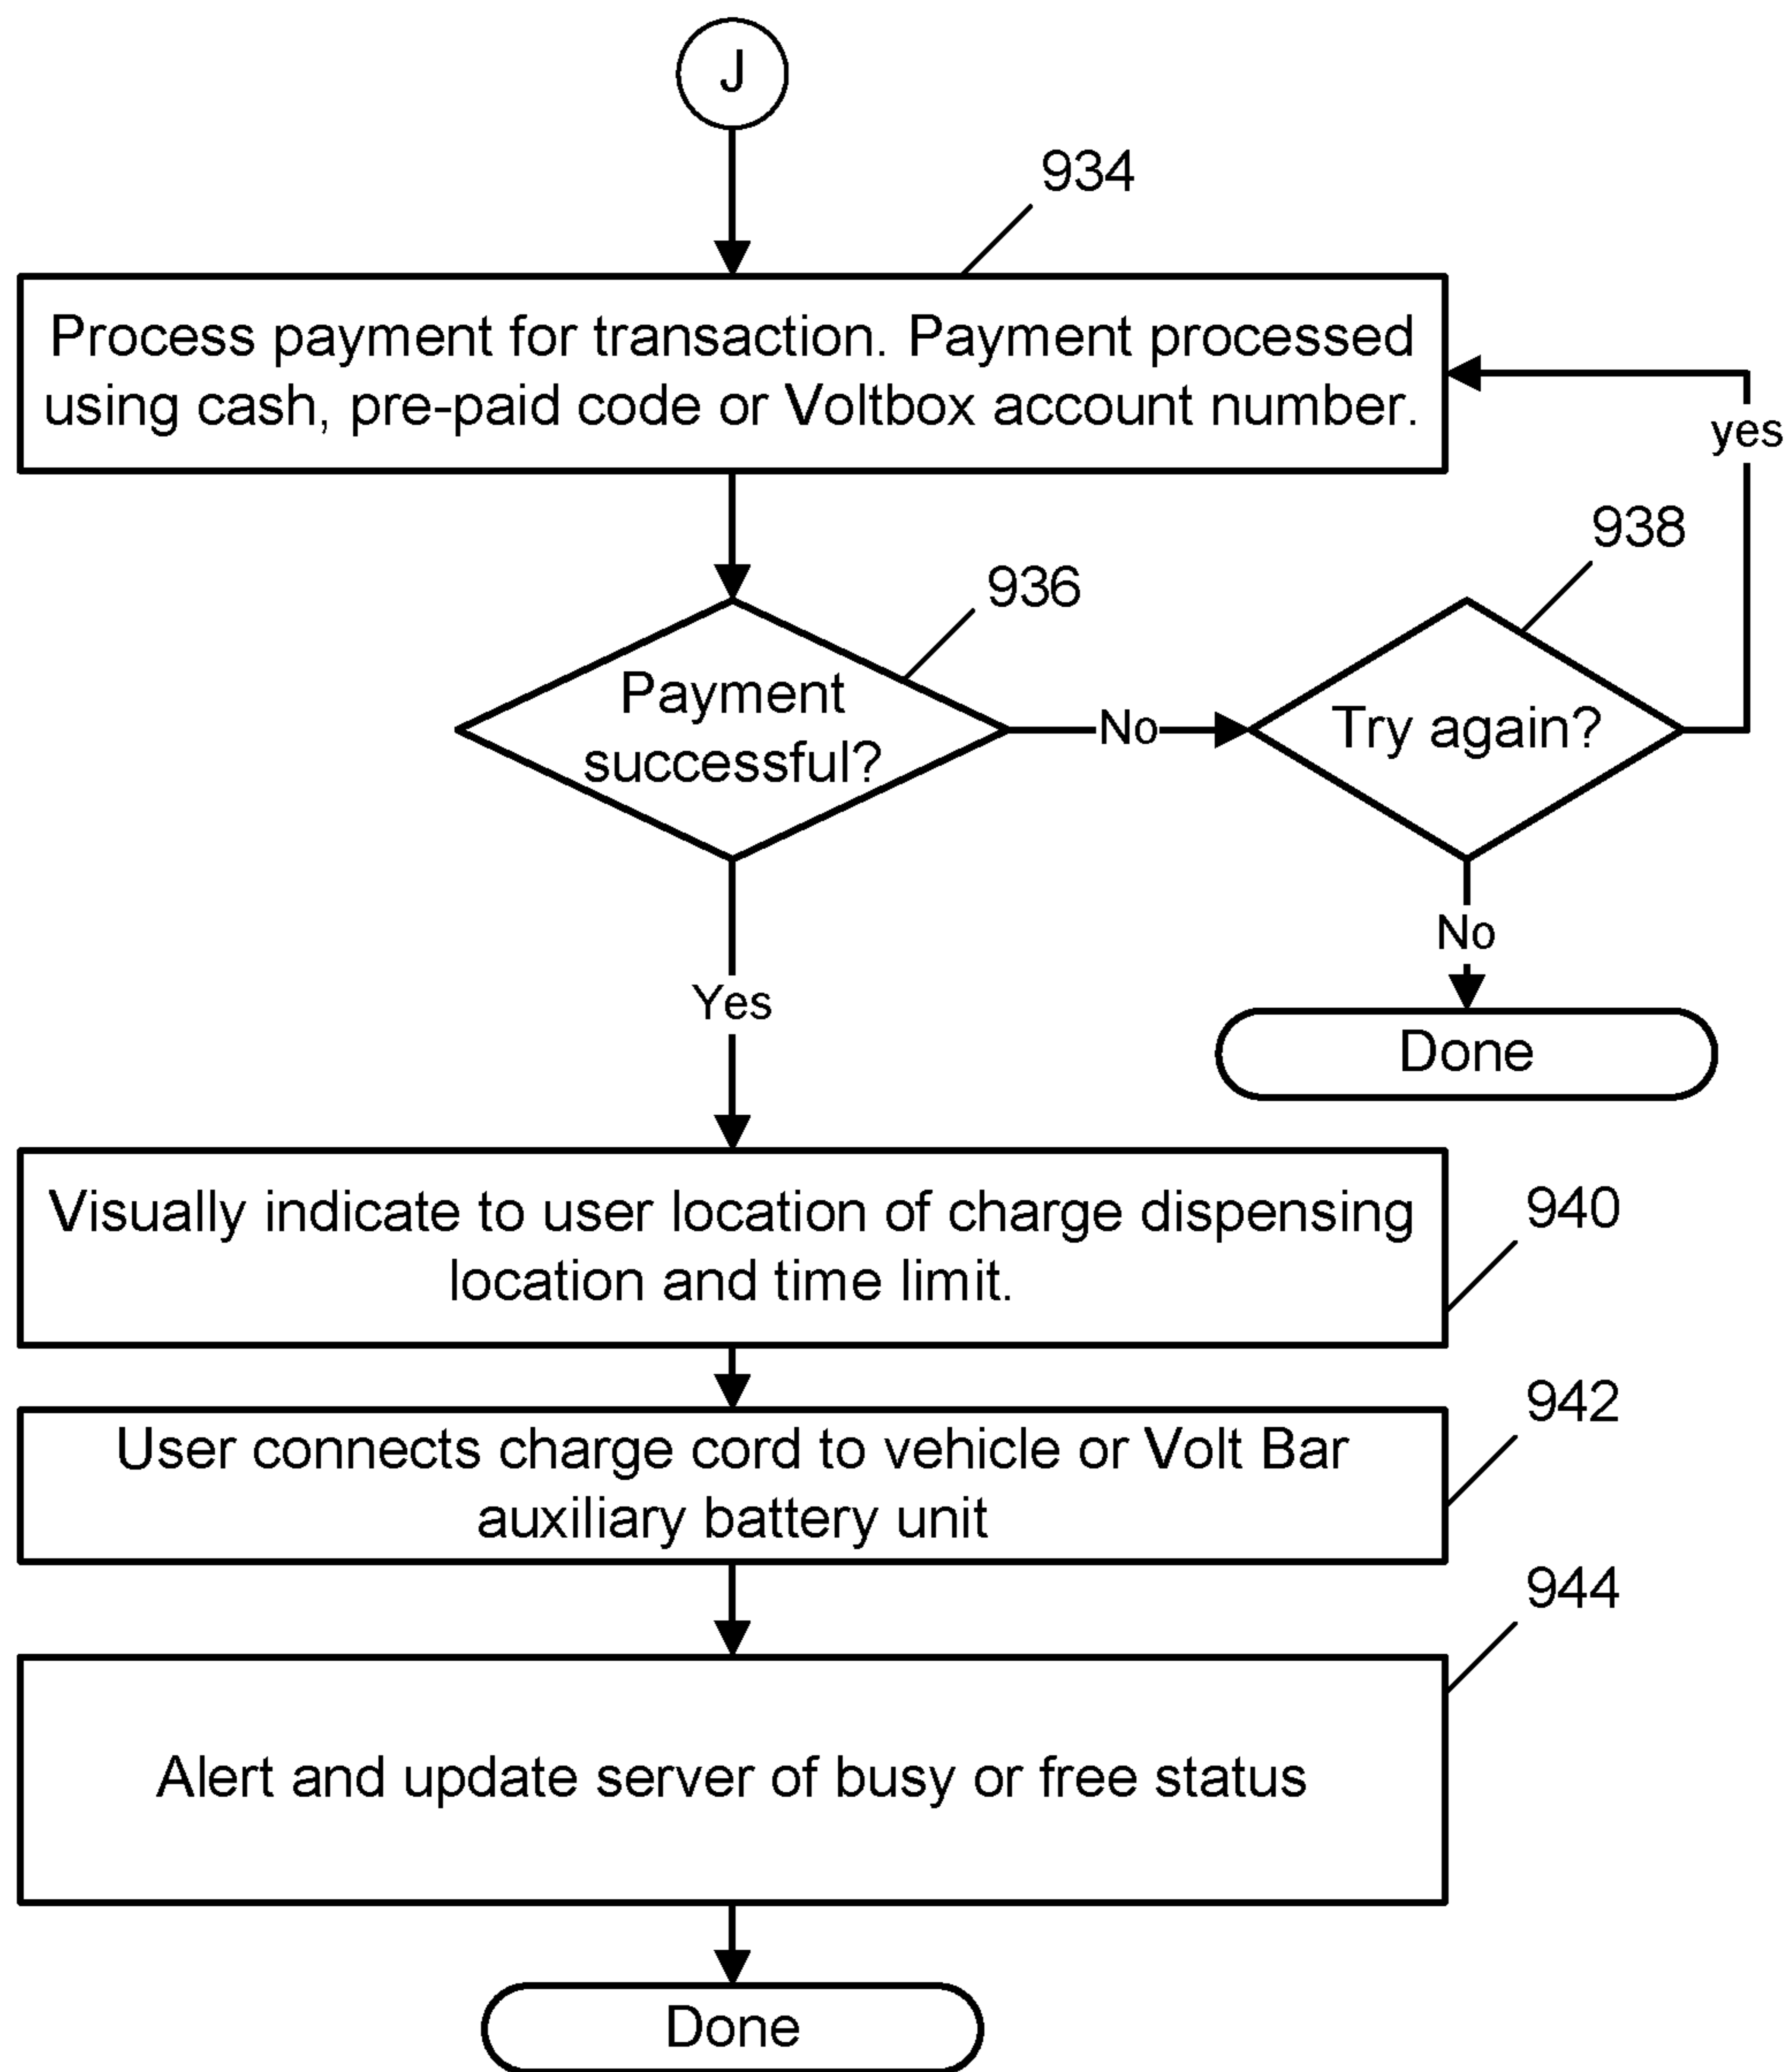 J
934
Process payment for transaction. Payment processed
using cash, pre-paid code or Voltbox account number.
yes
938
936
Payment
successful?
No
Try again?
No
Yes
Done
Visually indicate to user location of charge dispensing
location and time limit.
940
User connects charge cord to vehicle or Volt Bar
auxiliary battery unit
942
944
Alert and update server of busy or free status
Done